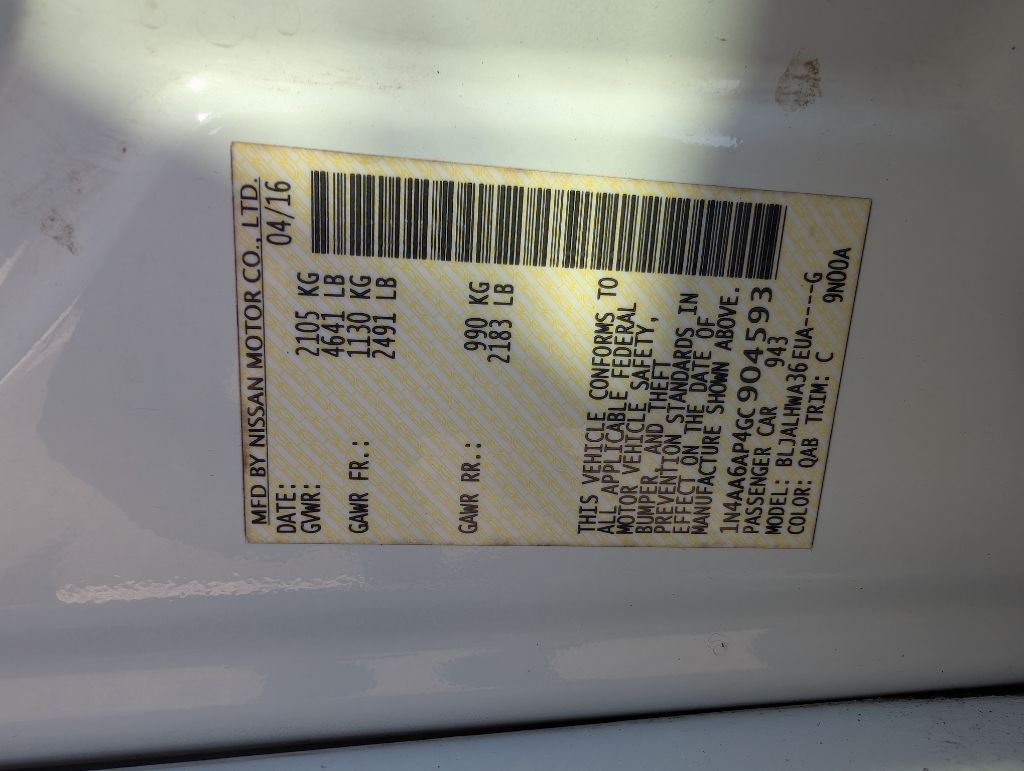 MFD BY NISSAN MOTOR CO., LTD.
DATE: 04/16
GVWR: 2105 KG
4641 LB
GAWR FR.: 1130 KG
2491 LB
GAWR RR.: 990 KG
2183 LB
THIS VEHICLE CONFORMS TO
ALL APPLICABLE FEDERAL
MOTOR VEHICLE SAFETY,
BUMPER, AND THEFT
PREVENTION STANDARDS IN
EFFECT ON THE DATE OF
MANUFACTURE SHOWN ABOVE.
1N4AA6AP4GC904593
PASSENGER CAR 943
MODEL: BLJALHWA36EUA-----G
COLOR: QAB TRIM: C 9N00A